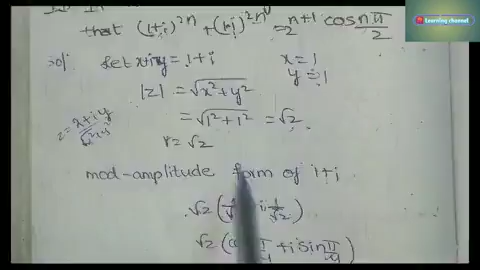 that (1+i)^2n + (1-i)^2n = 2^n+1 cos nπ/2
Learning channel
sol: Let x+iy = 1+i
x=1
y=1
|z| = √x²+y²
= √1²+1² = √2
r = √2
mod-amplitude form of 1+i
√2 (1/√2 i 1/√2)
√2 (cos π/4 + i sin π/4)